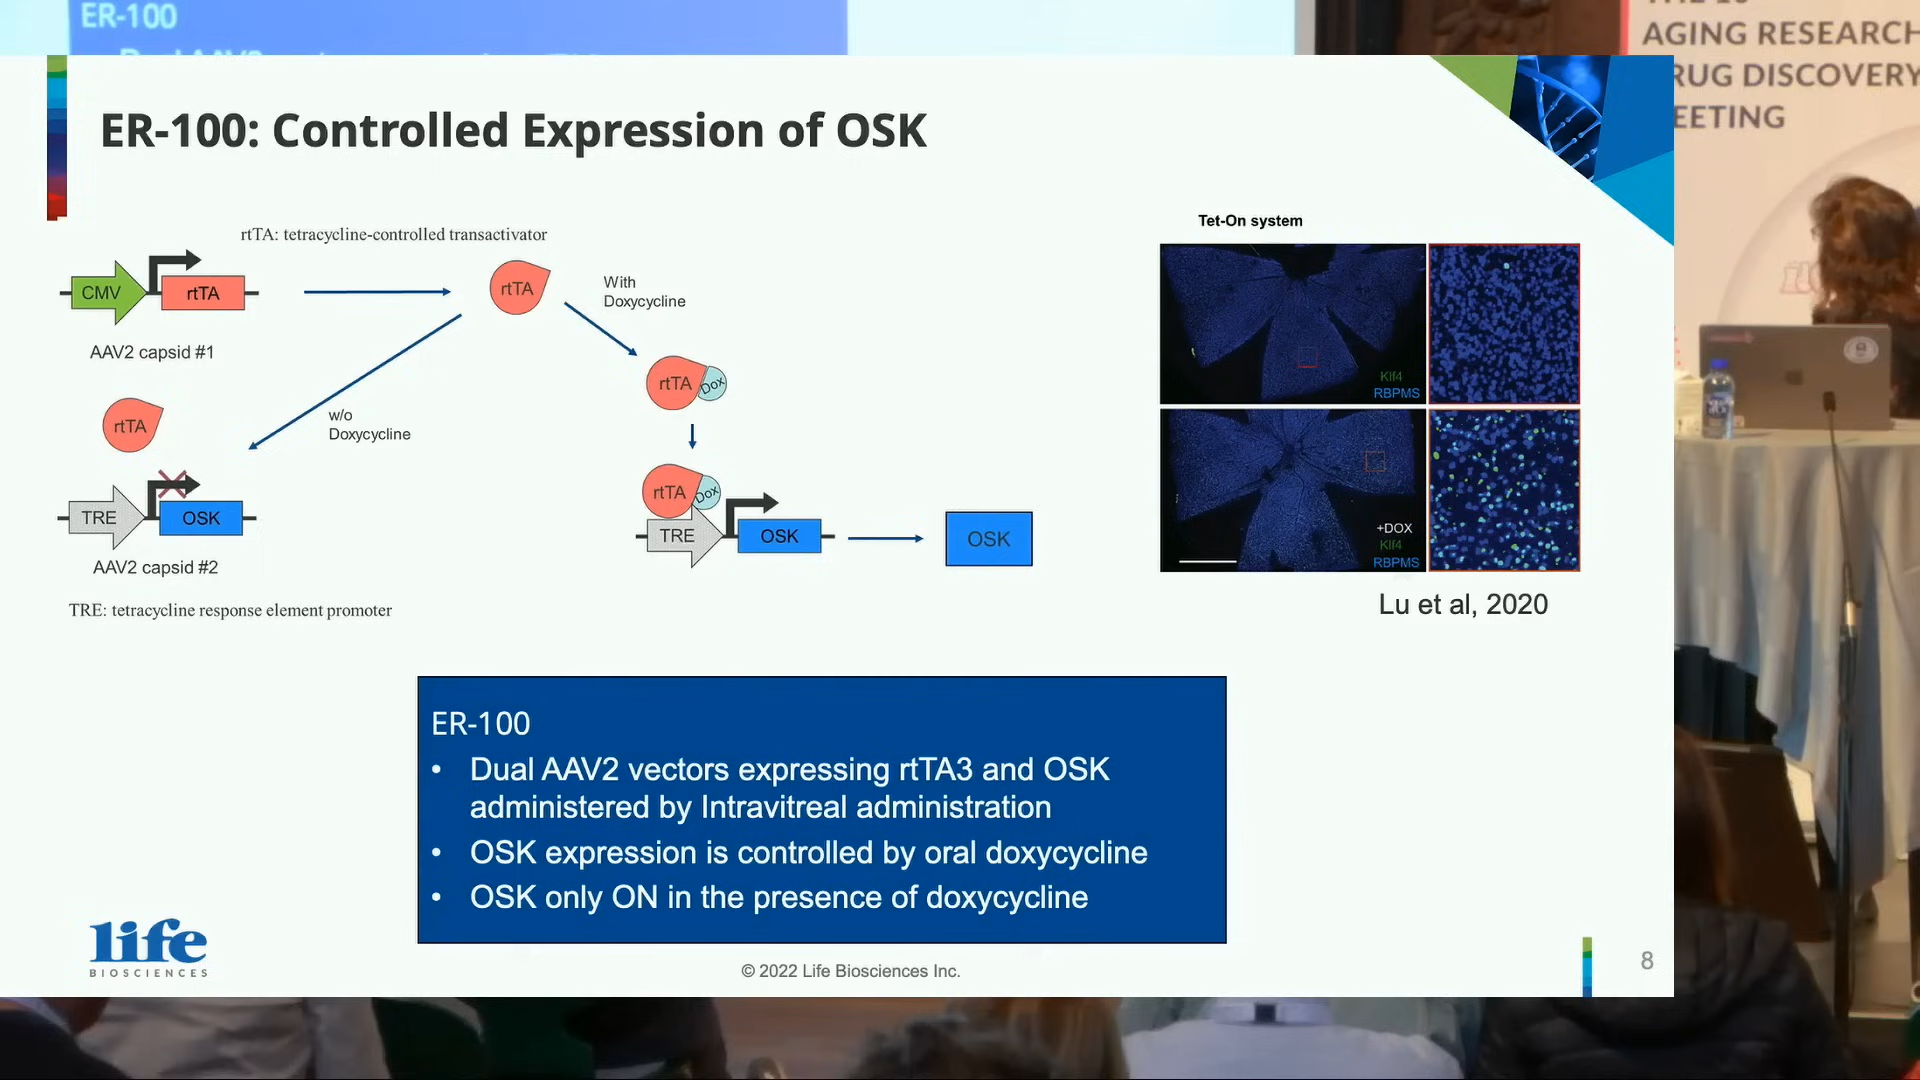 ER-100
AGING RESEARCH
DRUG DISCOVERY
MEETING
ER-100: Controlled Expression of OSK
rtTA: tetracycline-controlled transactivator
CMV
rtTA
AAV2 capsid #1
rtTA
With
Doxycycline
rtTA
Dox
w/o
Doxycycline
rtTA
TRE
OSK
AAV2 capsid #2
TRE: tetracycline response element promoter
rtTA
Dox
TRE
OSK
OSK
Tet-On system
Klf4
RBPMS
+DOX
Klf4
RBPMS
Lu et al, 2020
ER-100
• Dual AAV2 vectors expressing rtTA3 and OSK
administered by Intravitreal administration
• OSK expression is controlled by oral doxycycline
• OSK only ON in the presence of doxycycline
life
BIOSCIENCES
© 2022 Life Biosciences Inc.
8